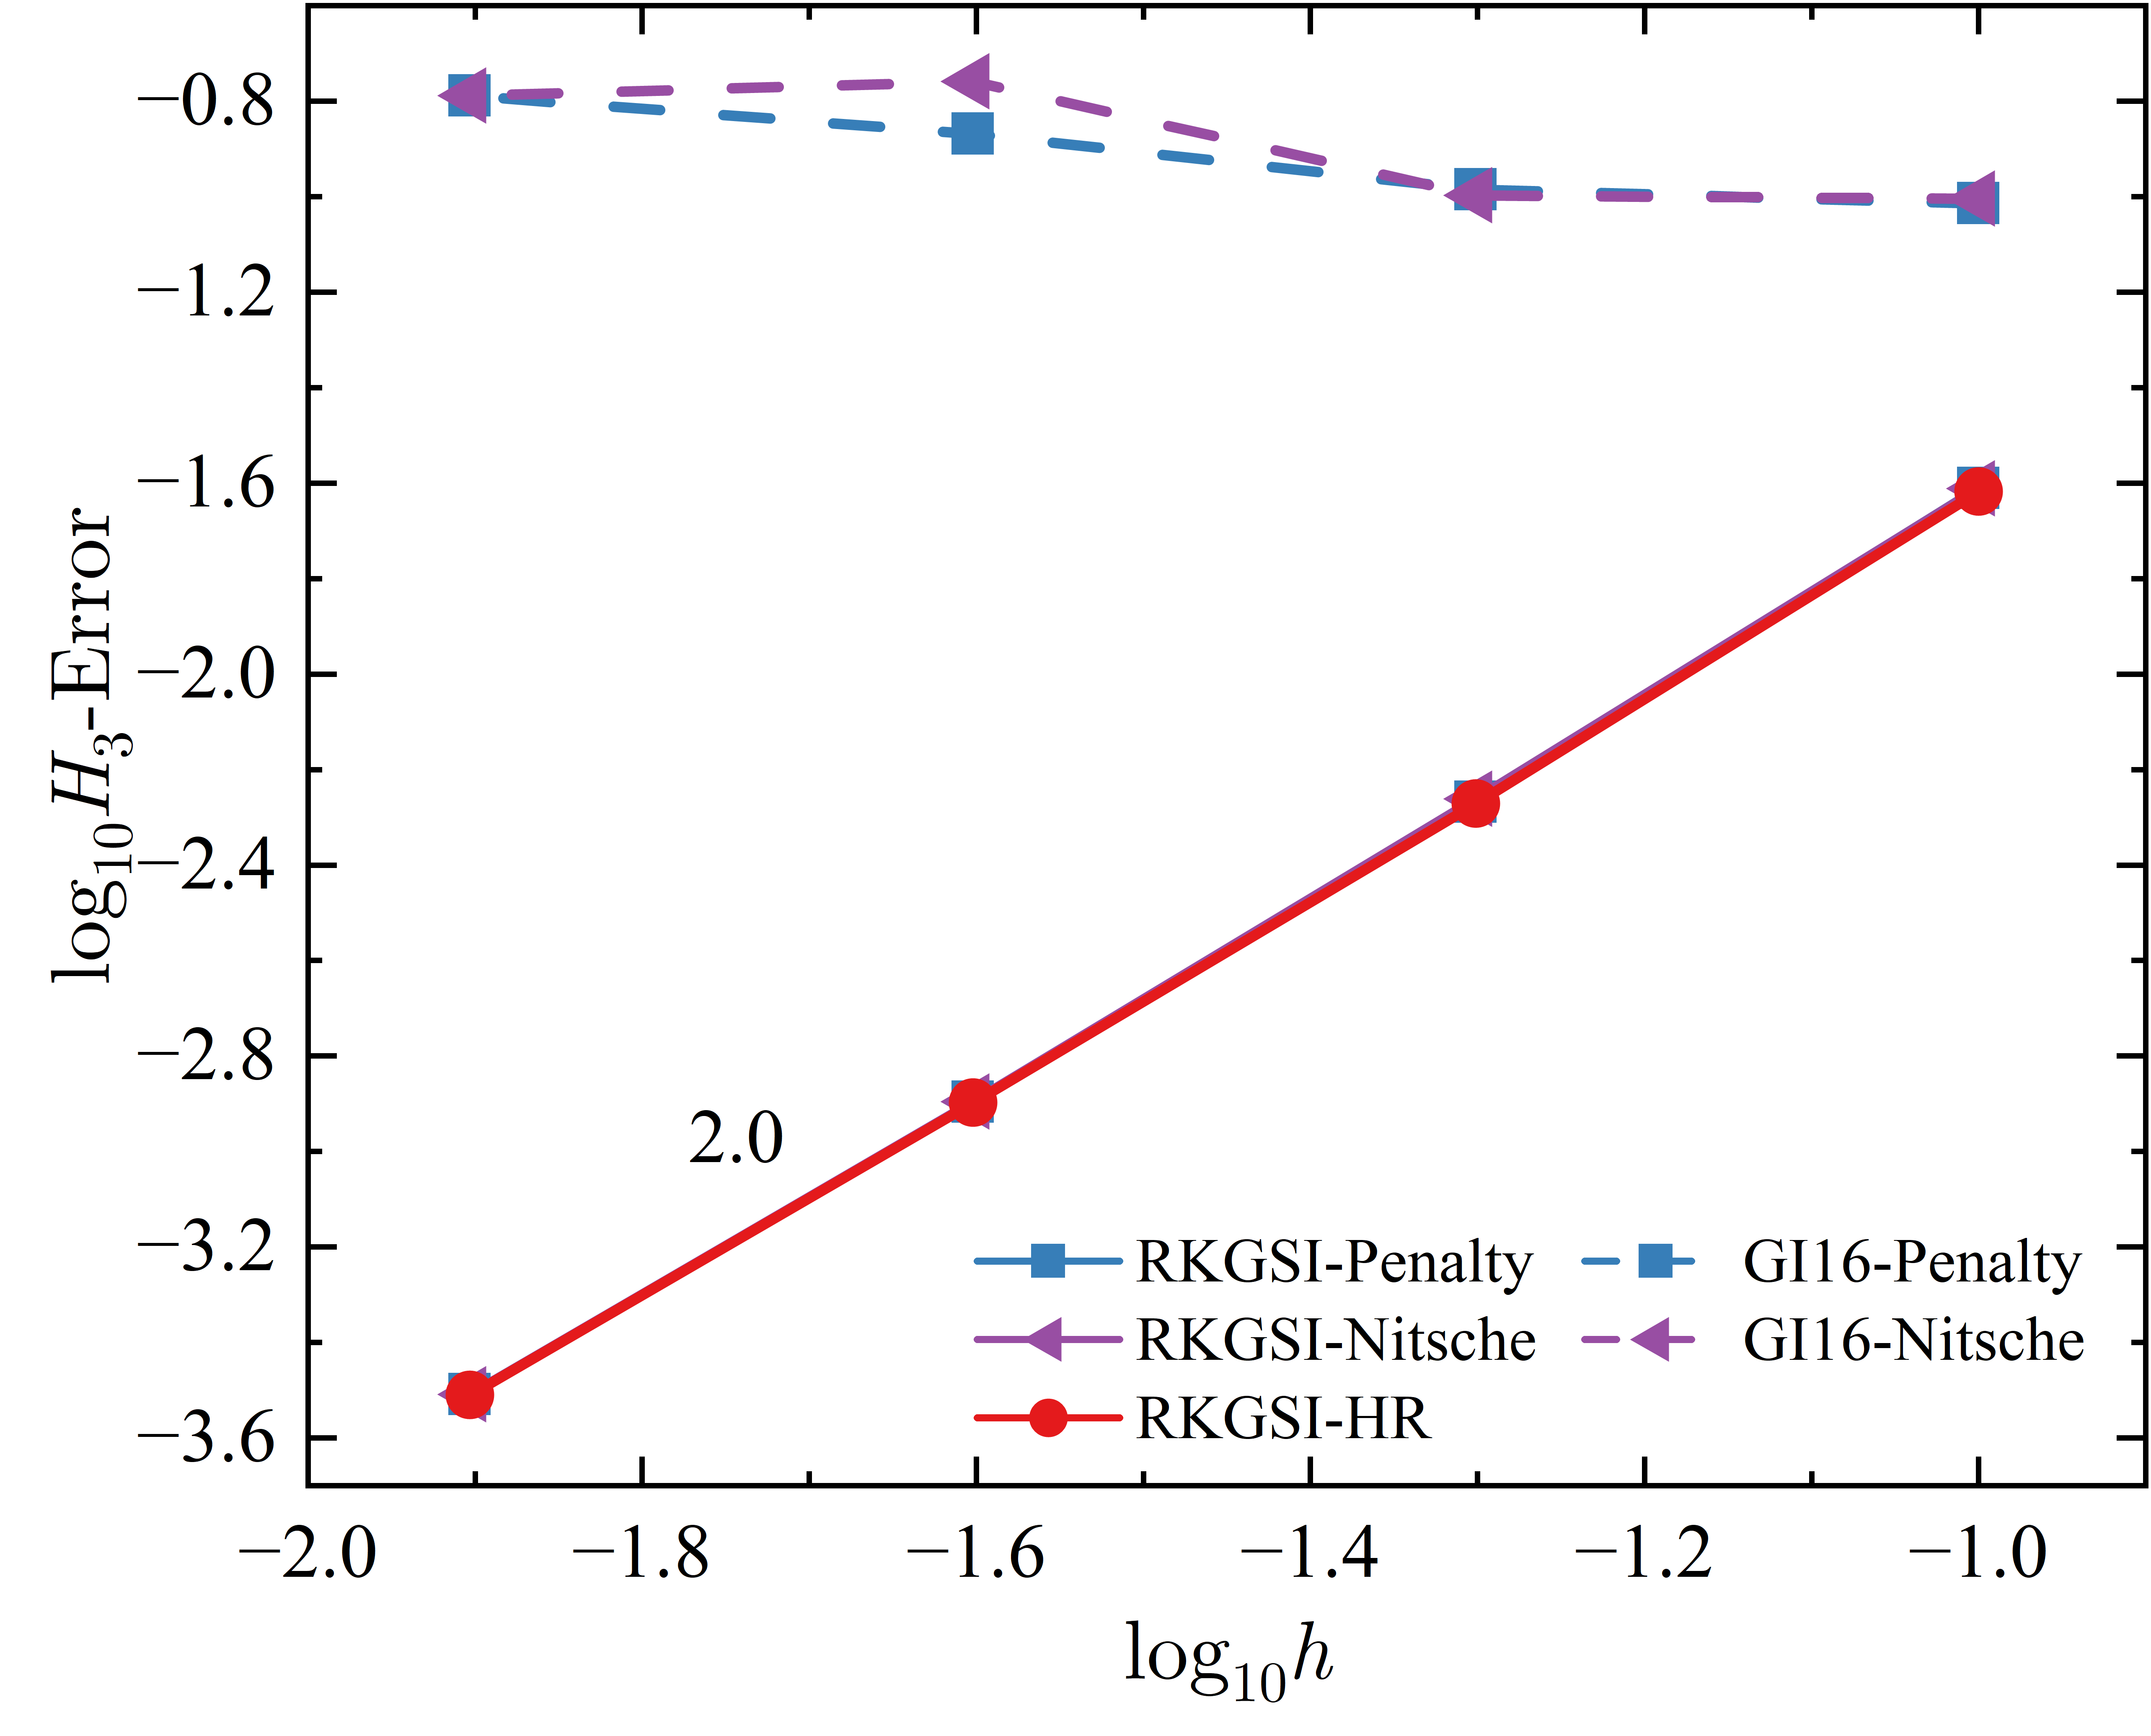 log₁₀H₃-Error
−0.8
−1.2
−1.6
−2.0
−2.4
−2.8
−3.2
−3.6
2.0
RKGSI-Penalty
GI16-Penalty
RKGSI-Nitsche
GI16-Nitsche
RKGSI-HR
−2.0 −1.8 −1.6 −1.4 −1.2 −1.0
log₁₀h